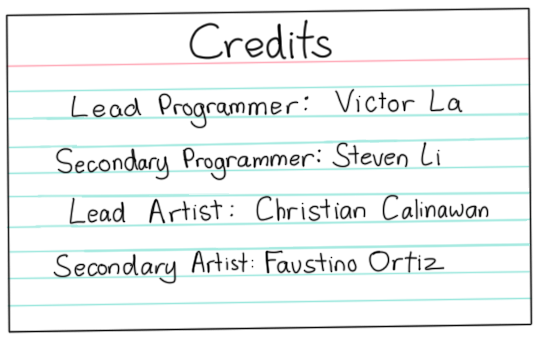 Credits
Lead Programmer: Victor La
Secondary Programmer: Steven Li
Lead Artist: Christian Calinawan
Secondary Artist: Faustino Ortiz